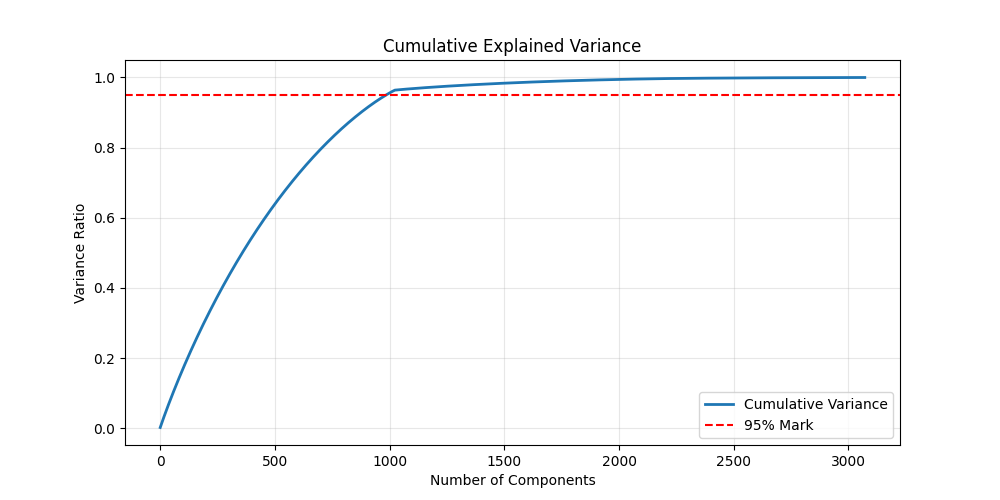 Cumulative Explained Variance
Variance Ratio
1.0
0.8
0.6
0.4
0.2
0.0
Cumulative Variance
95% Mark
0 500 1000 1500 2000 2500 3000
Number of Components